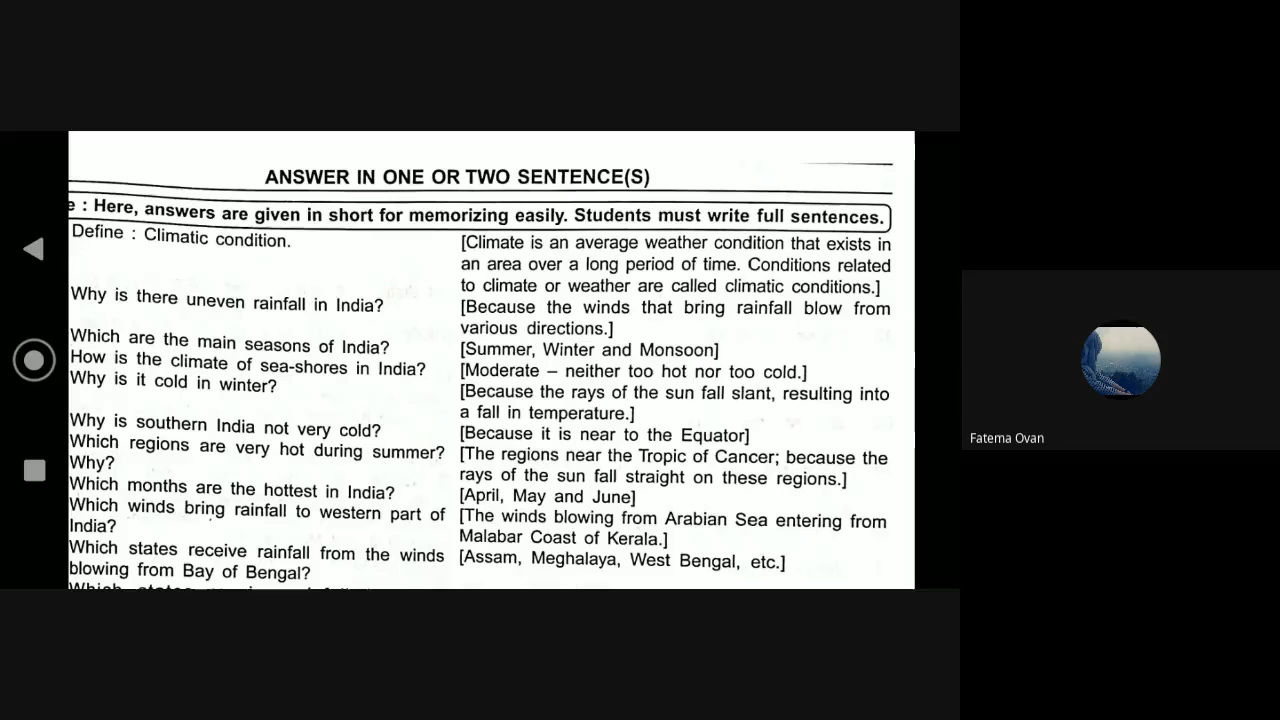 ANSWER IN ONE OR TWO SENTENCE(S)
e : Here, answers are given in short for memorizing easily. Students must write full sentences.
Define : Climatic condition.
[Climate is an average weather condition that exists in
an area over a long period of time. Conditions related
to climate or weather are called climatic conditions.]
Why is there uneven rainfall in India?
[Because the winds that bring rainfall blow from
various directions.]
Which are the main seasons of India?
[Summer, Winter and Monsoon]
How is the climate of sea-shores in India?
[Moderate – neither too hot nor too cold.]
Why is it cold in winter?
[Because the rays of the sun fall slant, resulting into
a fall in temperature.]
Why is southern India not very cold?
[Because it is near to the Equator]
Which regions are very hot during summer?
Why?
[The regions near the Tropic of Cancer; because the
rays of the sun fall straight on these regions.]
Which months are the hottest in India?
[April, May and June]
Which winds bring rainfall to western part of
India?
[The winds blowing from Arabian Sea entering from
Malabar Coast of Kerala.]
Which states receive rainfall from the winds
blowing from Bay of Bengal?
[Assam, Meghalaya, West Bengal, etc.]
Fatema Ovan